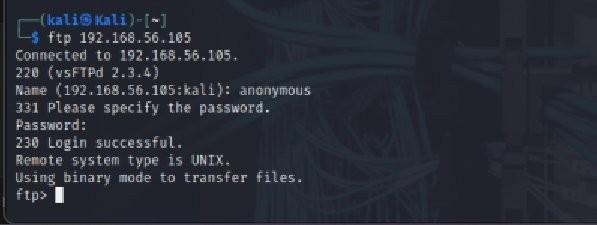 ┌──(kali㉿Kali)-[~]
└─$ ftp 192.168.56.105
Connected to 192.168.56.105.
220 (vsFTPd 2.3.4)
Name (192.168.56.105:kali): anonymous
331 Please specify the password.
Password:
230 Login successful.
Remote system type is UNIX.
Using binary mode to transfer files.
ftp>